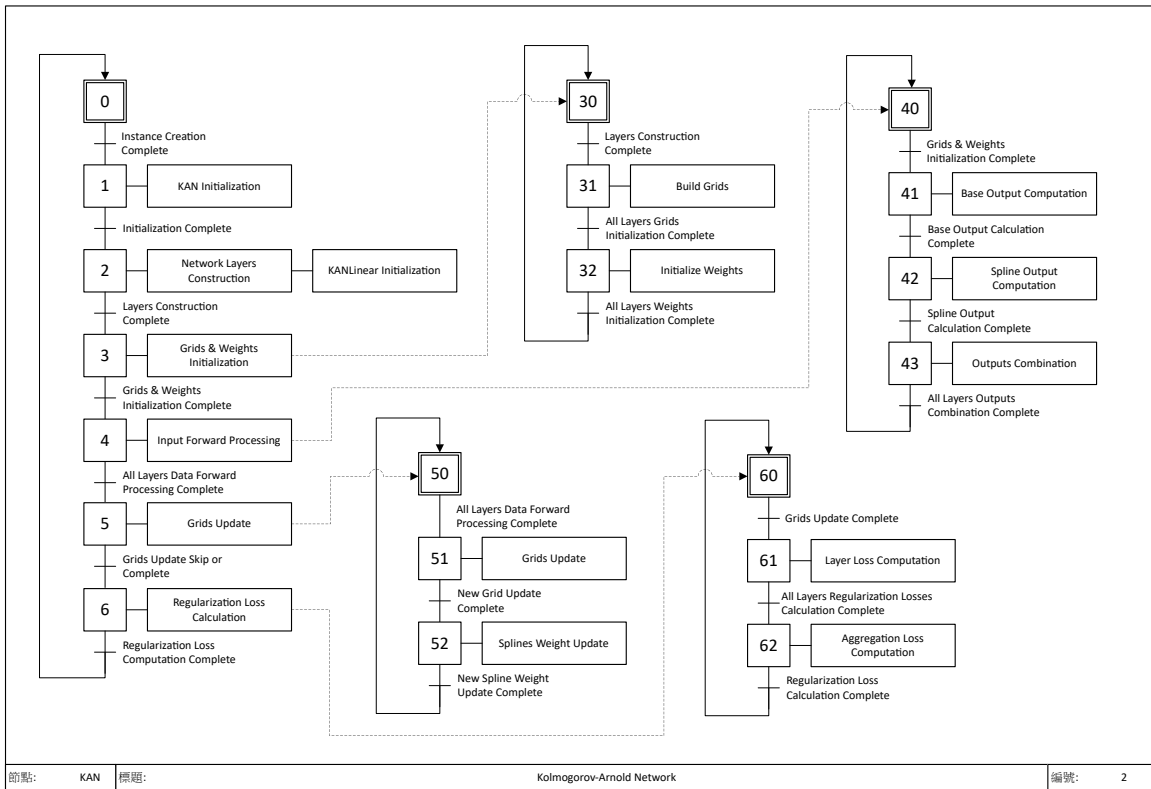 0
Instance Creation
Complete
1
KAN Initialization
Initialization Complete
2
Network Layers
Construction
KANLinear Initialization
Layers Construction
Complete
3
Grids & Weights
Initialization
Grids & Weights
Initialization Complete
4
Input Forward Processing
All Layers Data Forward
Processing Complete
5
Grids Update
Grids Update Skip or
Complete
6
Regularization Loss
Calculation
Regularization Loss
Computation Complete
30
Layers Construction
Complete
31
Build Grids
All Layers Grids
Initialization Complete
32
Initialize Weights
All Layers Weights
Initialization Complete
40
Grids & Weights
Initialization Complete
41
Base Output Computation
Base Output Calculation
Complete
42
Spline Output
Computation
Spline Output
Calculation Complete
43
Outputs Combination
All Layers Outputs
Combination Complete
50
All Layers Data Forward
Processing Complete
51
Grids Update
New Grid Update
Complete
52
Splines Weight Update
New Spline Weight
Update Complete
60
Grids Update Complete
61
Layer Loss Computation
All Layers Regularization Losses
Calculation Complete
62
Aggregation Loss
Computation
Regularization Loss
Calculation Complete
節點: KAN 標題: Kolmogorov-Arnold Network 編號: 2